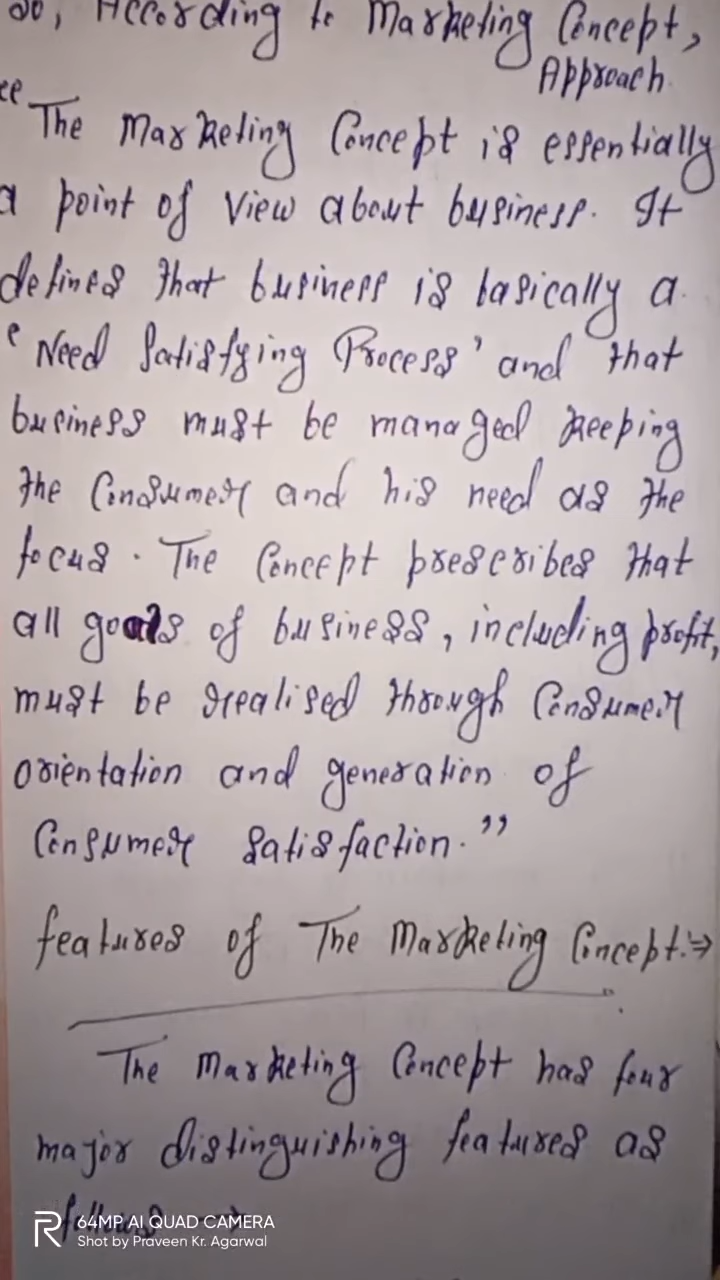 so, According to Marketing Concept,
Approach
"The Marketing Concept is essentially
a point of view about business. It
defines that business is basically a
'Need Satisfying Process' and that
business must be managed keeping
the Consumer and his need as the
focus. The Concept prescribes that
all goals of business, including profit,
must be realised through Consumer
orientation and generation of
Consumer Satisfaction."
features of The Marketing Concept:⇒
The Marketing Concept has four
major distinguishing features as
follows →
64MP AI QUAD CAMERA
Shot by Praveen Kr. Agarwal